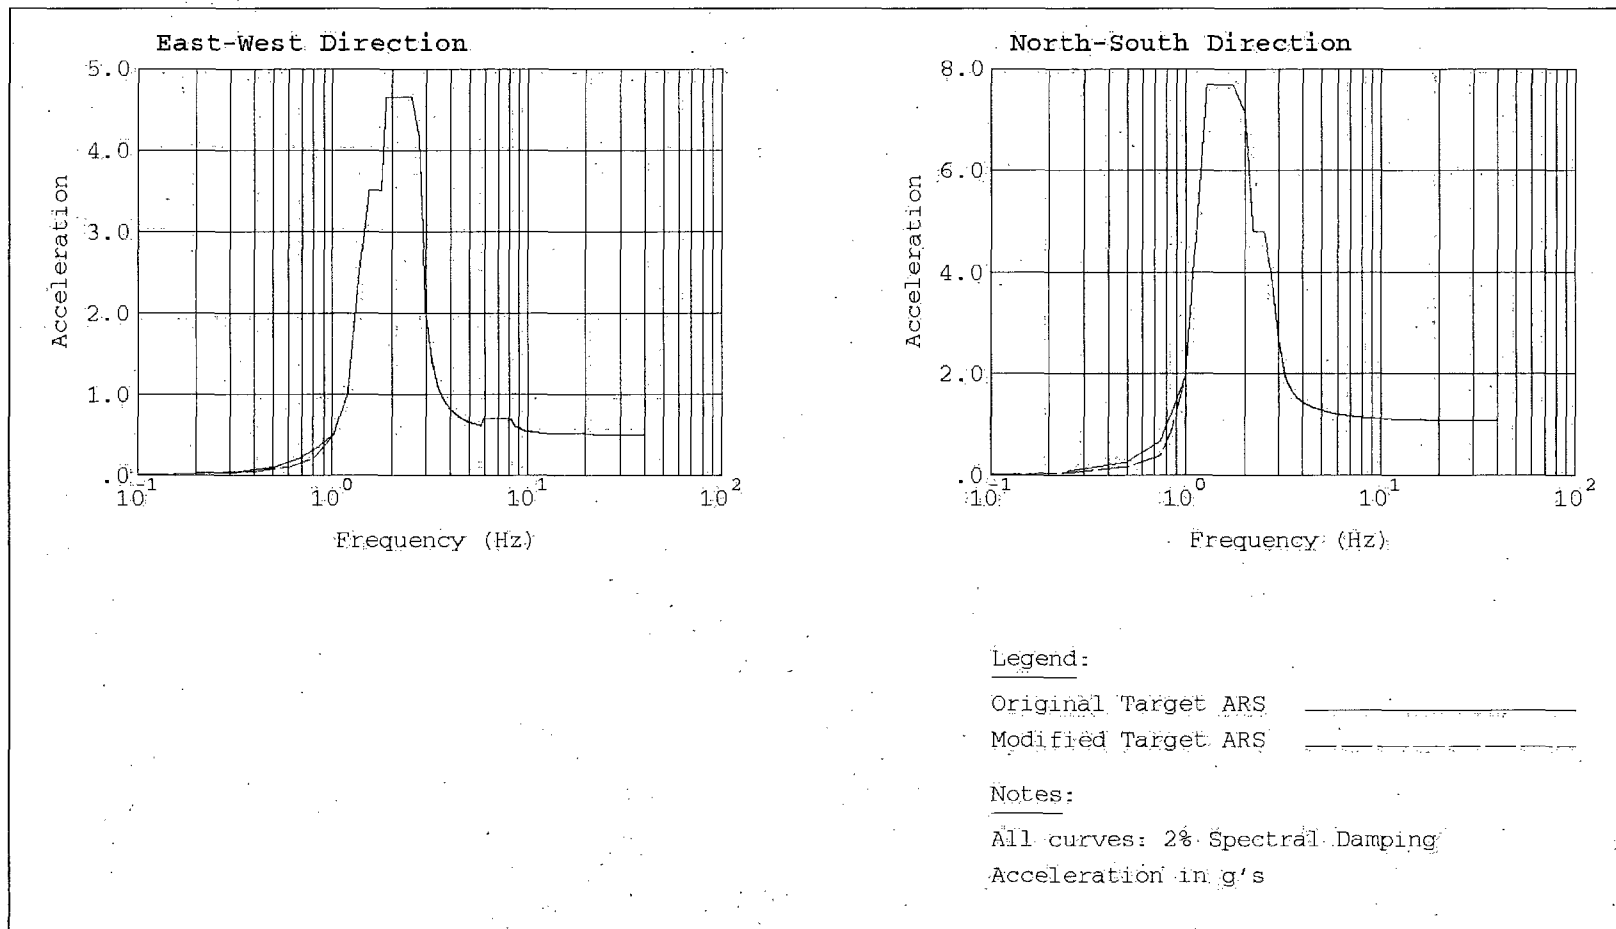 East-West Direction
5.0
4.0
3.0
2.0
1.0
.0
Acceleration
10^-1
10^0
10^1
10^2
Frequency (Hz)
North-South Direction
8.0
6.0
4.0
2.0
.0
Acceleration
10^-1
10^0
10^1
10^2
Frequency (Hz)
Legend:
Original Target ARS
Modified Target ARS
Notes:
All curves: 2% Spectral Damping
Acceleration in g's